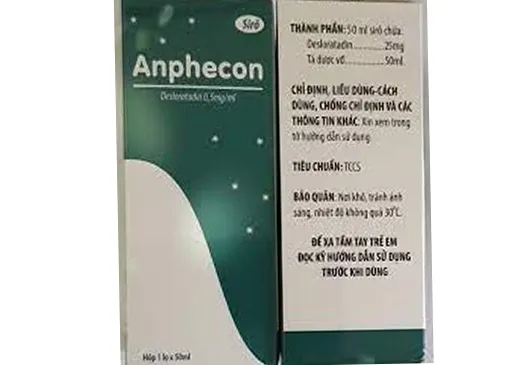 Sirô
Anphecon
Desloratadin 0,5mg/ml
Hộp 1 lọ x 50ml
THÀNH PHẦN: 50 ml sirô chứa:
Desloratadin..............25mg
Tá dược vđ..................50ml
CHỈ ĐỊNH, LIỀU DÙNG-CÁCH
DÙNG, CHỐNG CHỈ ĐỊNH VÀ CÁC
THÔNG TIN KHÁC: Xin xem trong
tờ hướng dẫn sử dụng.
TIÊU CHUẨN: TCCS
BẢO QUẢN: Nơi khô, tránh ánh
sáng, nhiệt độ không quá 30°C.
ĐỂ XA TẦM TAY TRẺ EM
ĐỌC KỸ HƯỚNG DẪN SỬ DỤNG
TRƯỚC KHI DÙNG